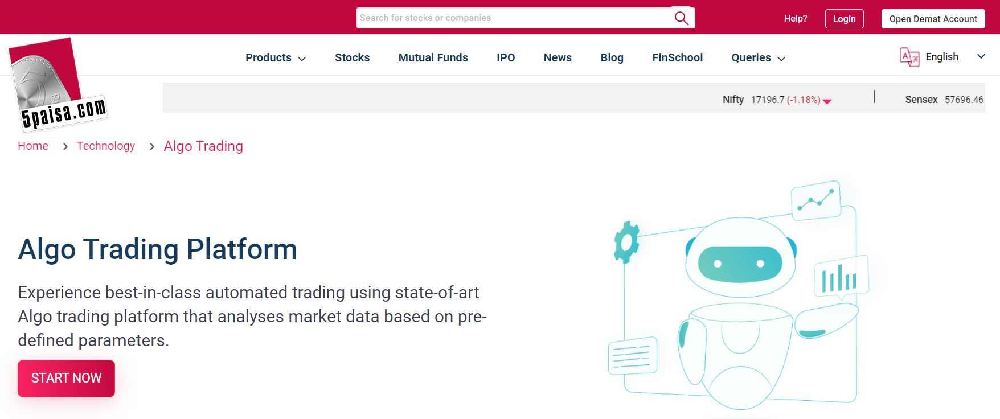 Search for stocks or companies
Help?
Login
Open Demat Account
5paisa.com
Products
Stocks
Mutual Funds
IPO
News
Blog
FinSchool
Queries
A अ
English
Nifty 17196.7 (-1.18%)
Sensex 57696.46
Home
Technology
Algo Trading
Algo Trading Platform
Experience best-in-class automated trading using state-of-art
Algo trading platform that analyses market data based on pre-
defined parameters.
START NOW